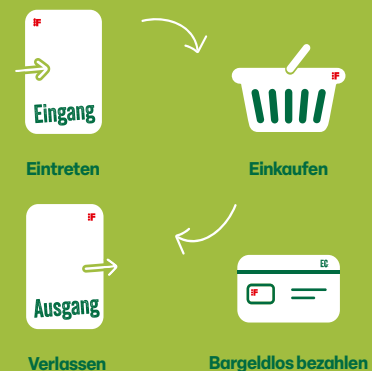 Eingang
Eintreten
Einkaufen
EC
Bargeldlos bezahlen
Ausgang
Verlassen